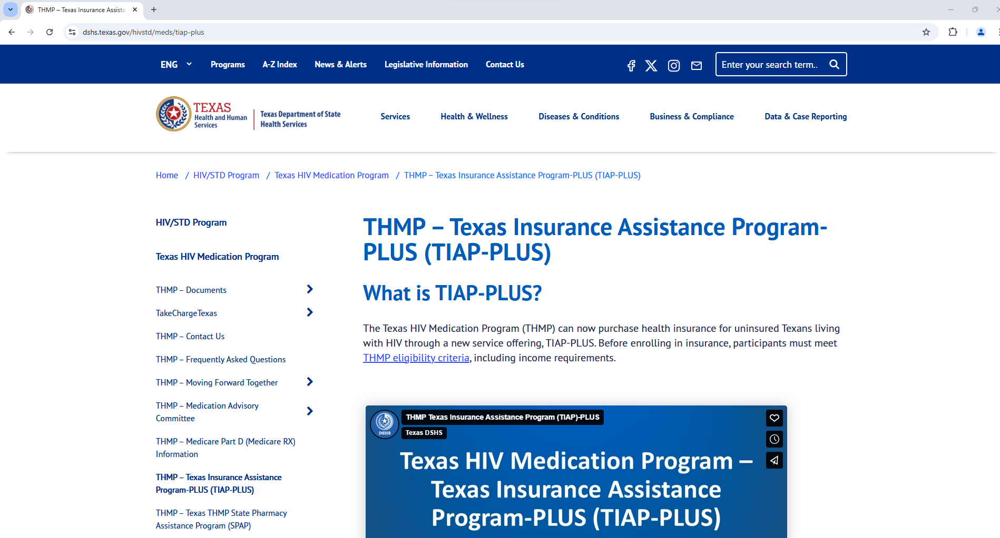 THMP – Texas Insurance Assista
dshs.texas.gov/hivstd/meds/tiap-plus
ENG Programs A-Z Index News & Alerts Legislative Information Contact Us Enter your search term..
TEXAS
Health and Human
Services
Texas Department of State
Health Services
Services Health & Wellness Diseases & Conditions Business & Compliance Data & Case Reporting
Home / HIV/STD Program / Texas HIV Medication Program / THMP – Texas Insurance Assistance Program-PLUS (TIAP-PLUS)
HIV/STD Program
Texas HIV Medication Program
THMP – Documents
TakeChargeTexas
THMP – Contact Us
THMP – Frequently Asked Questions
THMP – Moving Forward Together
THMP – Medication Advisory
Committee
THMP – Medicare Part D (Medicare RX)
Information
THMP – Texas Insurance Assistance
Program-PLUS (TIAP-PLUS)
THMP – Texas THMP State Pharmacy
Assistance Program (SPAP)
THMP – Texas Insurance Assistance Program-
PLUS (TIAP-PLUS)
What is TIAP-PLUS?
The Texas HIV Medication Program (THMP) can now purchase health insurance for uninsured Texans living
with HIV through a new service offering, TIAP-PLUS. Before enrolling in insurance, participants must meet
THMP eligibility criteria, including income requirements.
THMP Texas Insurance Assistance Program (TIAP)-PLUS
Texas DSHS
DSHS
Texas HIV Medication Program –
Texas Insurance Assistance
Program-PLUS (TIAP-PLUS)